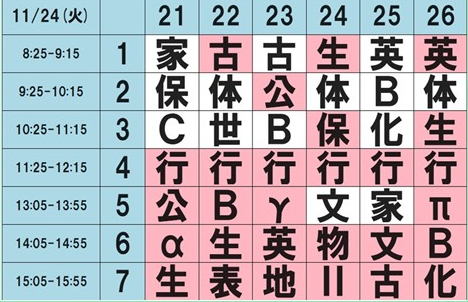 11/24(火) 21 22 23 24 25 26
8:25-9:15 1 家 古 古 生 英 英
9:25-10:15 2 保 体 公 体 B 体
10:25-11:15 3 C 世 B 保 化 生
11:25-12:15 4 行 行 行 行 行 行
13:05-13:55 5 公 B γ 文 家 π
14:05-14:55 6 α 生 英 物 文 B
15:05-15:55 7 生 表 地 II 古 化